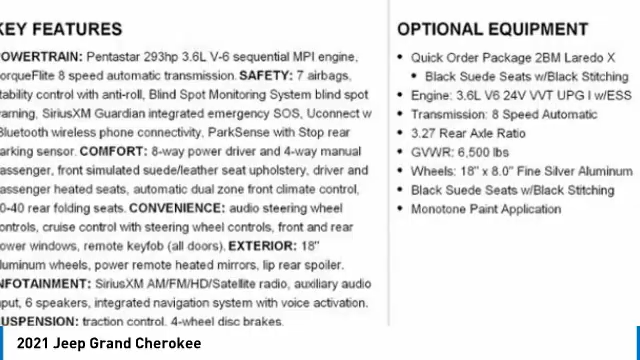 KEY FEATURES
POWERTRAIN: Pentastar 293hp 3.6L V-6 sequential MPI engine,
TorqueFlite 8 speed automatic transmission. SAFETY: 7 airbags,
stability control with anti-roll, Blind Spot Monitoring System blind spot
warning, SiriusXM Guardian integrated emergency SOS, Uconnect w
Bluetooth wireless phone connectivity, ParkSense with Stop rear
parking sensor. COMFORT: 8-way power driver and 4-way manual
passenger, front simulated suede/leather seat upholstery, driver and
passenger heated seats, automatic dual zone front climate control,
60-40 rear folding seats. CONVENIENCE: audio steering wheel
controls, cruise control with steering wheel controls, front and rear
power windows, remote keyfob (all doors). EXTERIOR: 18"
aluminum wheels, power remote heated mirrors, lip rear spoiler.
INFOTAINMENT: SiriusXM AM/FM/HD/Satellite radio, auxiliary audio
input, 6 speakers, integrated navigation system with voice activation.
SUSPENSION: traction control, 4-wheel disc brakes.
OPTIONAL EQUIPMENT
• Quick Order Package 2BM Laredo X
• Black Suede Seats w/Black Stitching
• Engine: 3.6L V6 24V VVT UPG I w/ESS
• Transmission: 8 Speed Automatic
• 3.27 Rear Axle Ratio
• GVWR: 6,500 lbs
• Wheels: 18" x 8.0" Fine Silver Aluminum
• Black Suede Seats w/Black Stitching
• Monotone Paint Application
2021 Jeep Grand Cherokee